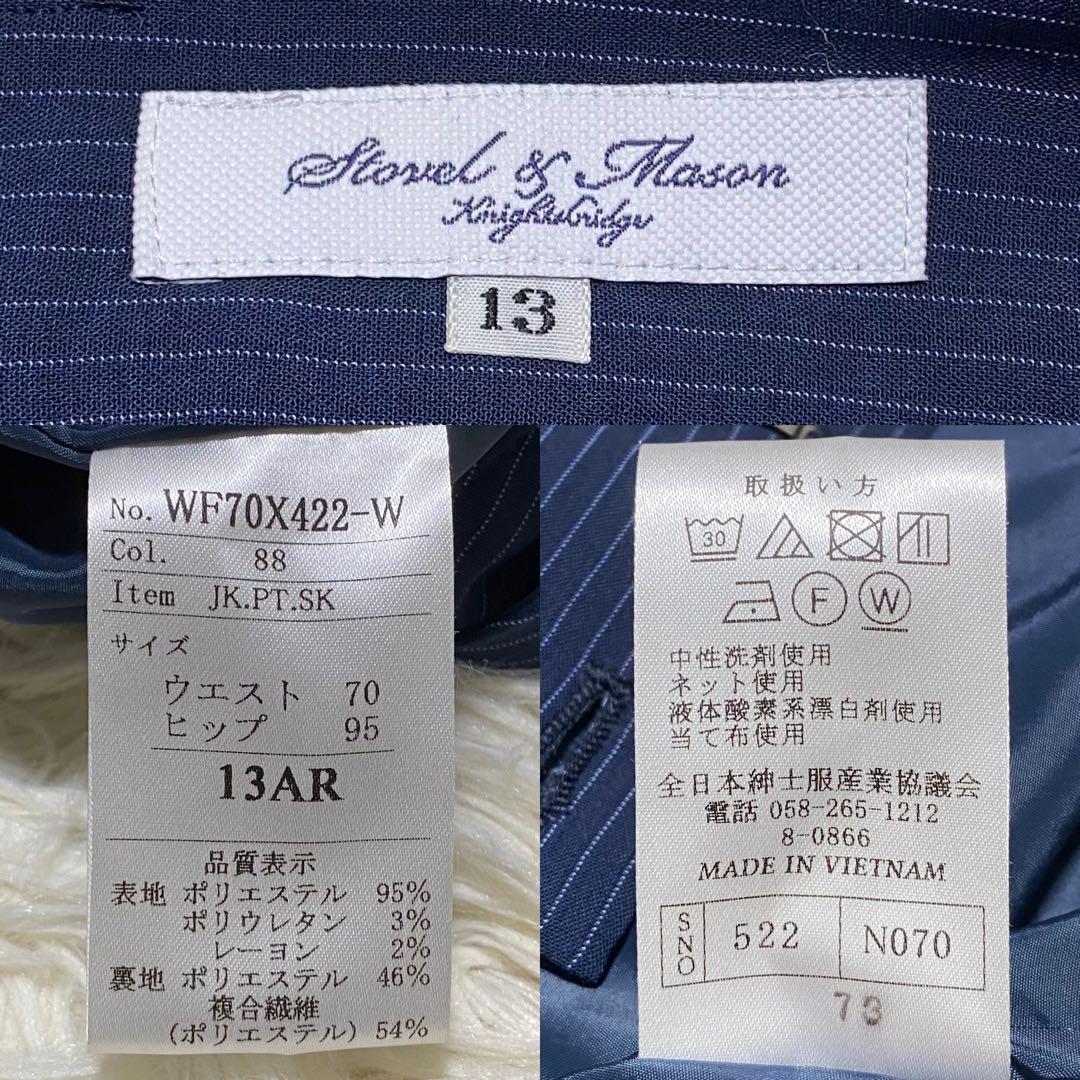 Stovel & Mason
Knightsbridge
13
No. WF70X422-W
Col. 88
Item JK.PT.SK
サイズ
ウエスト 70
ヒップ 95
13AR
品質表示
表地 ポリエステル 95%
ポリウレタン 3%
レーヨン 2%
裏地 ポリエステル 46%
複合繊維
(ポリエステル) 54%
取扱い方
30
F W
中性洗剤使用
ネット使用
液体酸素系漂白剤使用
当て布使用
全日本紳士服産業協議会
電話 058-265-1212
8-0866
MADE IN VIETNAM
SNO 522 N070
73